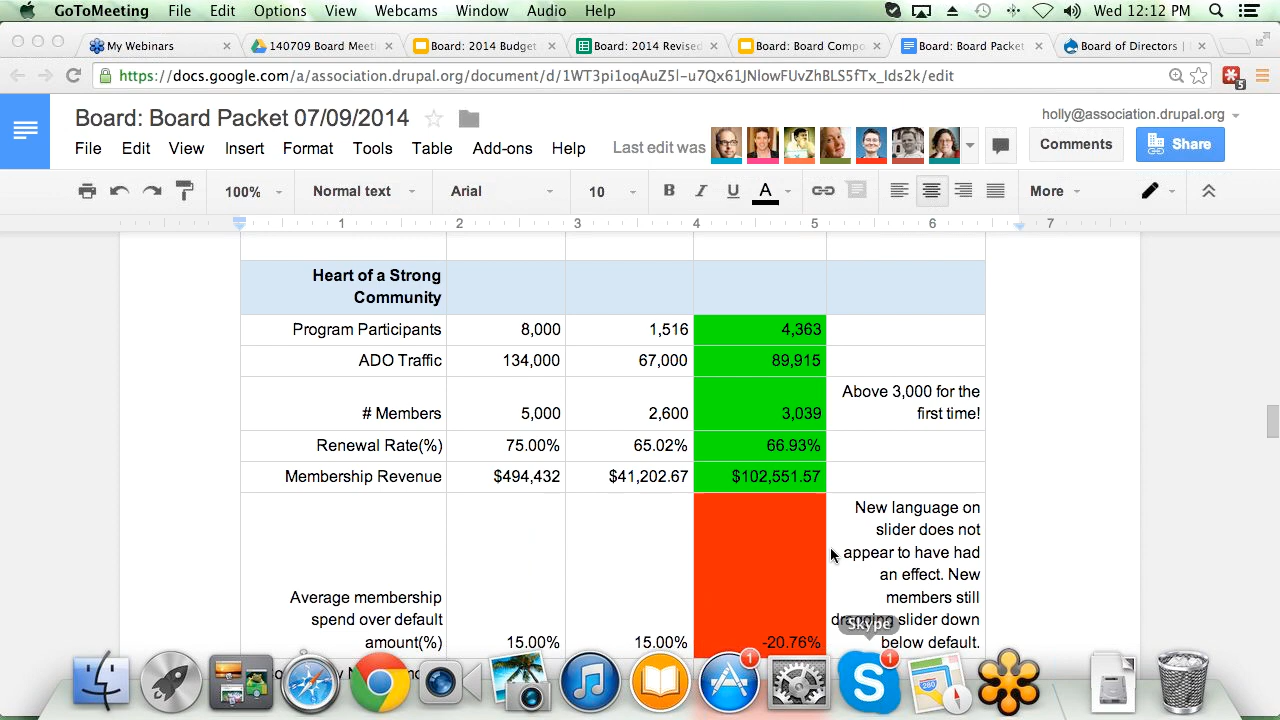 GoToMeeting File Edit Options View Webcams Window Audio Help Wed 12:12 PM
My Webinars 140709 Board Meeti Board: 2014 Budget Board: 2014 Revised Board: Board Comp Board: Board Packet Board of Directors |
https://docs.google.com/a/association.drupal.org/document/d/
Board: Board Packet 07/09/2014
holly@association.drupal.org
File Edit View Insert Format Tools Table Add-ons Help Last edit was Comments Share
100% Normal text Arial 10 B I U A More
1 2 3 4 5 6 7
Heart of a Strong
Community
Program Participants 8,000 1,516 4,363
ADO Traffic 134,000 67,000 89,915
Above 3,000 for the
# Members 5,000 2,600 3,039 first time!
Renewal Rate(%) 75.00% 65.02% 66.93%
Membership Revenue $494,432 $41,202.67 $102,551.57
New language on
slider does not
appear to have had
an effect. New
Average membership members still
spend over default slider down
amount(%) 15.00% 15.00% -20.76% below default.
Skype